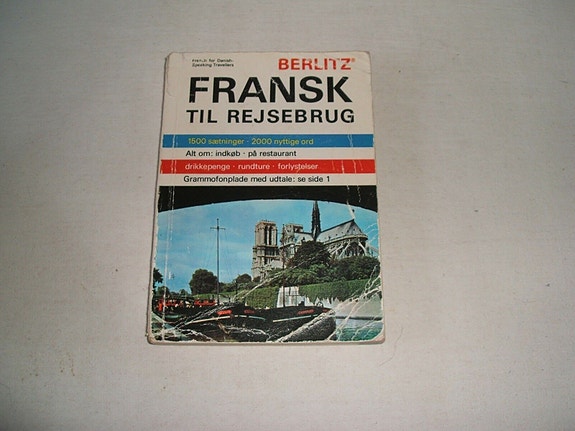 French for Danish-
Speaking Travellers
BERLITZ®
FRANSK
TIL REJSEBRUG
1500 sætninger · 2000 nyttige ord
Alt om: indkøb · på restaurant
drikkepenge · rundture · forlystelser
Grammofonplade med udtale: se side 1